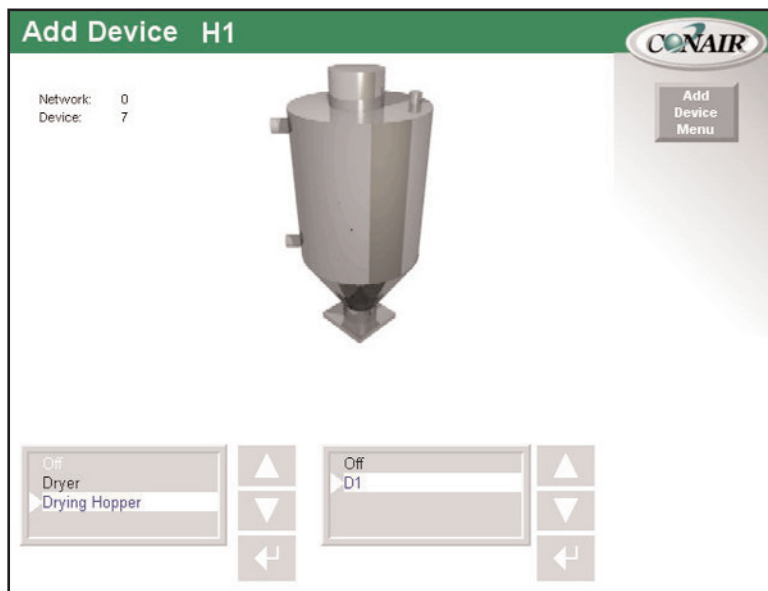 Add Device H1
CONAIR
Network: 0
Device: 7
Add
Device
Menu
Off
Dryer
Drying Hopper
Off
D1